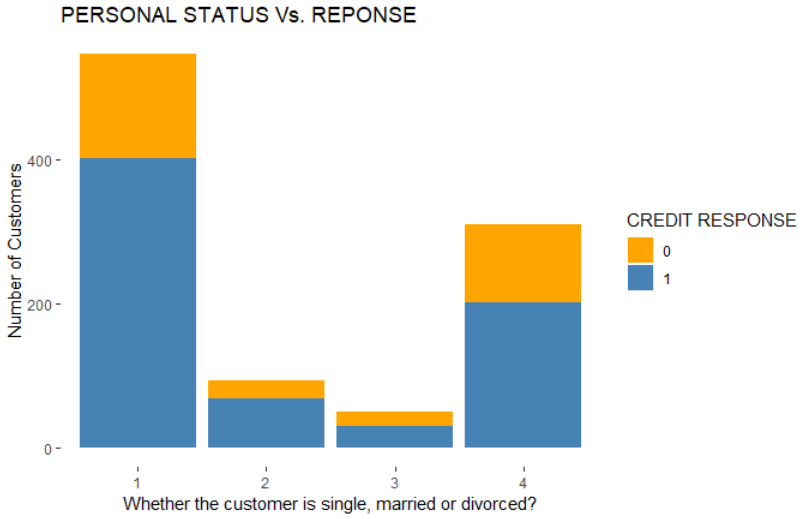 PERSONAL STATUS Vs. REPONSE
Number of Customers
400
200
0
1
2
3
4
Whether the customer is single, married or divorced?
CREDIT RESPONSE
0
1